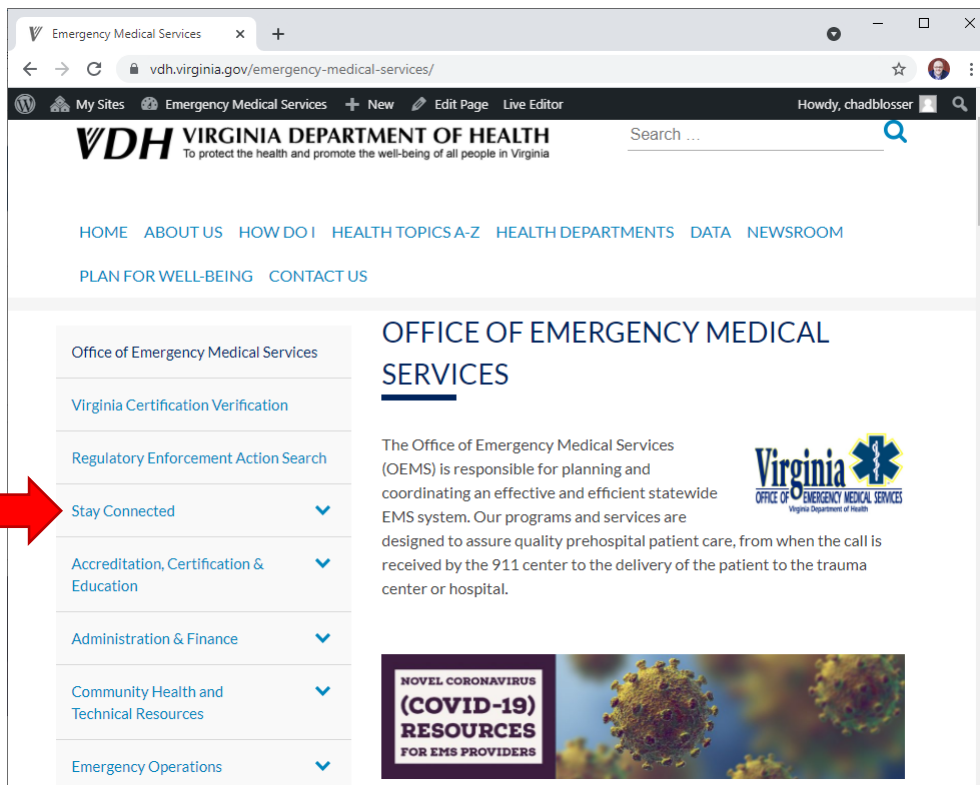 Emergency Medical Services
vdh.virginia.gov/emergency-medical-services/
My Sites Emergency Medical Services New Edit Page Live Editor Howdy, chadblosser
VDH VIRGINIA DEPARTMENT OF HEALTH
To protect the health and promote the well-being of all people in Virginia
Search ...
HOME ABOUT US HOW DO I HEALTH TOPICS A-Z HEALTH DEPARTMENTS DATA NEWSROOM
PLAN FOR WELL-BEING CONTACT US
Office of Emergency Medical Services
Virginia Certification Verification
Regulatory Enforcement Action Search
Stay Connected
Accreditation, Certification &
Education
Administration & Finance
Community Health and
Technical Resources
Emergency Operations
OFFICE OF EMERGENCY MEDICAL
SERVICES
The Office of Emergency Medical Services
(OEMS) is responsible for planning and
coordinating an effective and efficient statewide
EMS system. Our programs and services are
designed to assure quality prehospital patient care, from when the call is
received by the 911 center to the delivery of the patient to the trauma
center or hospital.
Virginia
OFFICE OF EMERGENCY MEDICAL SERVICES
Virginia Department of Health
NOVEL CORONAVIRUS
(COVID-19)
RESOURCES
FOR EMS PROVIDERS